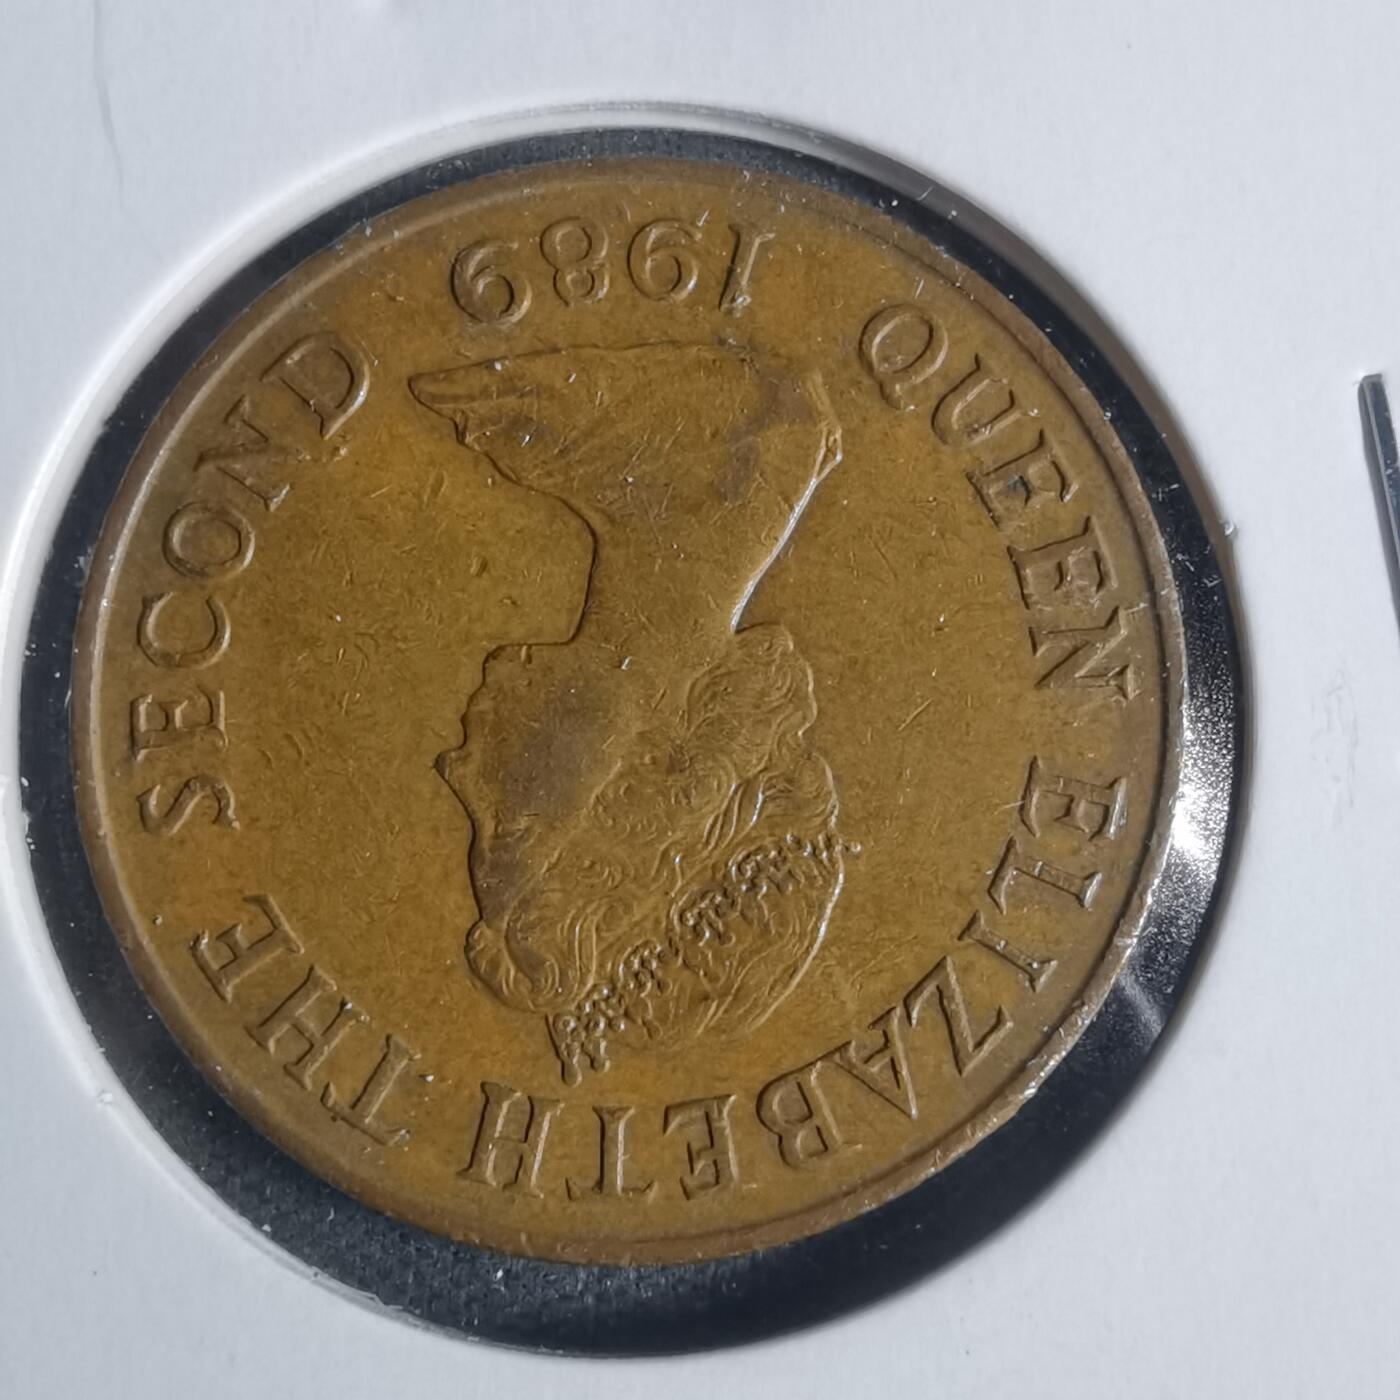 QUEEN ELIZABETH THE SECOND
1989